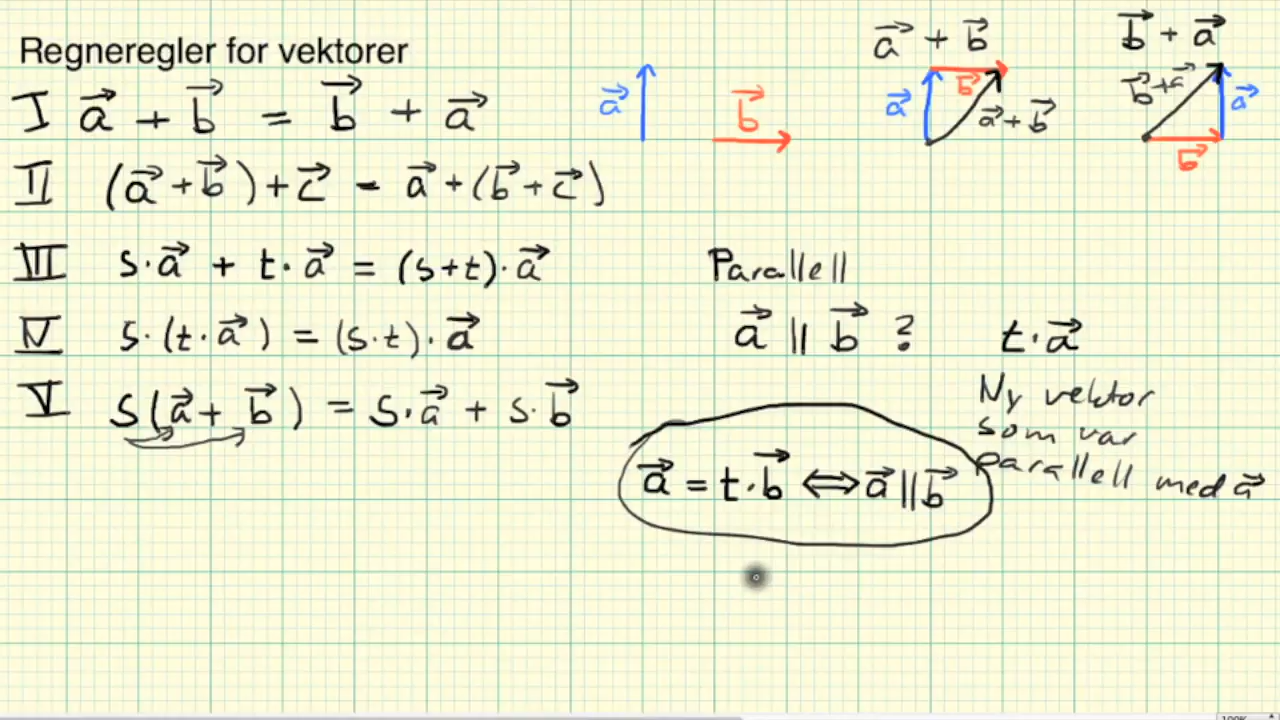 Regneregler for vektorer
I a⃗ + b⃗ = b⃗ + a⃗
II (a⃗ + b⃗) + c⃗ = a⃗ + (b⃗ + c⃗)
III s·a⃗ + t·a⃗ = (s+t)·a⃗
IV s·(t·a⃗) = (s·t)·a⃗
V s(a⃗ + b⃗) = s·a⃗ + s·b⃗
a⃗
b⃗
a⃗ + b⃗
a⃗
b⃗
a⃗ + b⃗
b⃗ + a⃗
b⃗ + a⃗
a⃗
b⃗
Parallell
a⃗ || b⃗ ?
t·a⃗
Ny vektor
som var
parallell med a⃗
a⃗ = t·b⃗ ⇔ a⃗ || b⃗